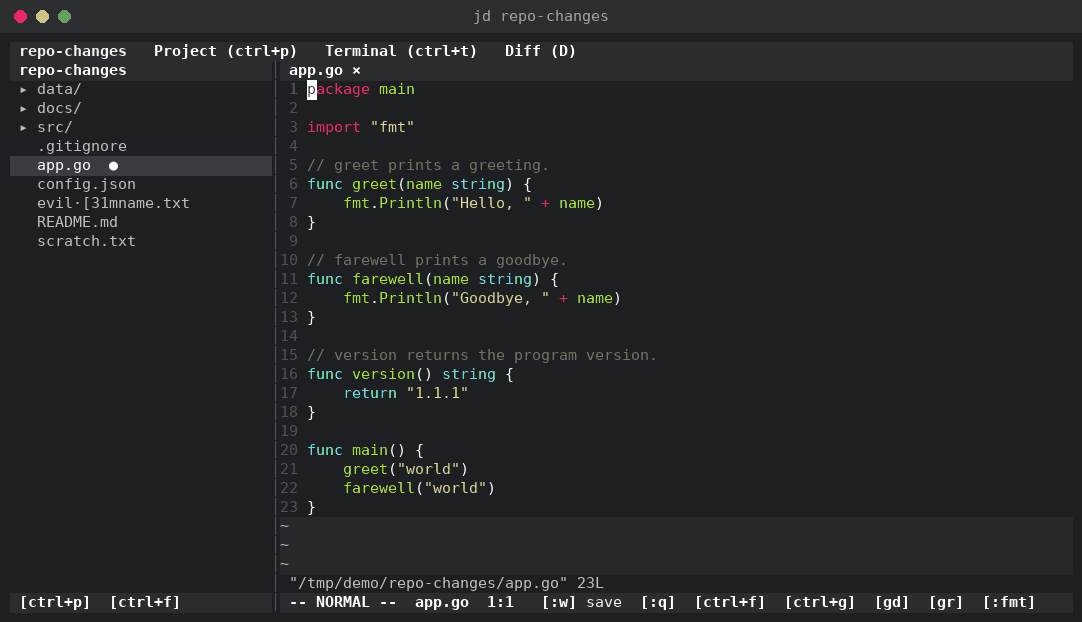 jd repo-changes
repo-changes   Project (ctrl+p)   Terminal (ctrl+t)   Diff (D)
repo-changes
▸ data/
▸ docs/
▸ src/
.gitignore
app.go  ●
config.json
evil·[31mname.txt
README.md
scratch.txt
[ctrl+p]  [ctrl+f]
app.go ×
1 package main
2
3 import "fmt"
4
5 // greet prints a greeting.
6 func greet(name string) {
7     fmt.Println("Hello, " + name)
8 }
9
10 // farewell prints a goodbye.
11 func farewell(name string) {
12     fmt.Println("Goodbye, " + name)
13 }
14
15 // version returns the program version.
16 func version() string {
17     return "1.1.1"
18 }
19
20 func main() {
21     greet("world")
22     farewell("world")
23 }
~
~
~
"/tmp/demo/repo-changes/app.go" 23L
-- NORMAL --  app.go  1:1   [:w] save  [:q]  [ctrl+f]  [ctrl+g]  [gd]  [gr]  [:fmt]